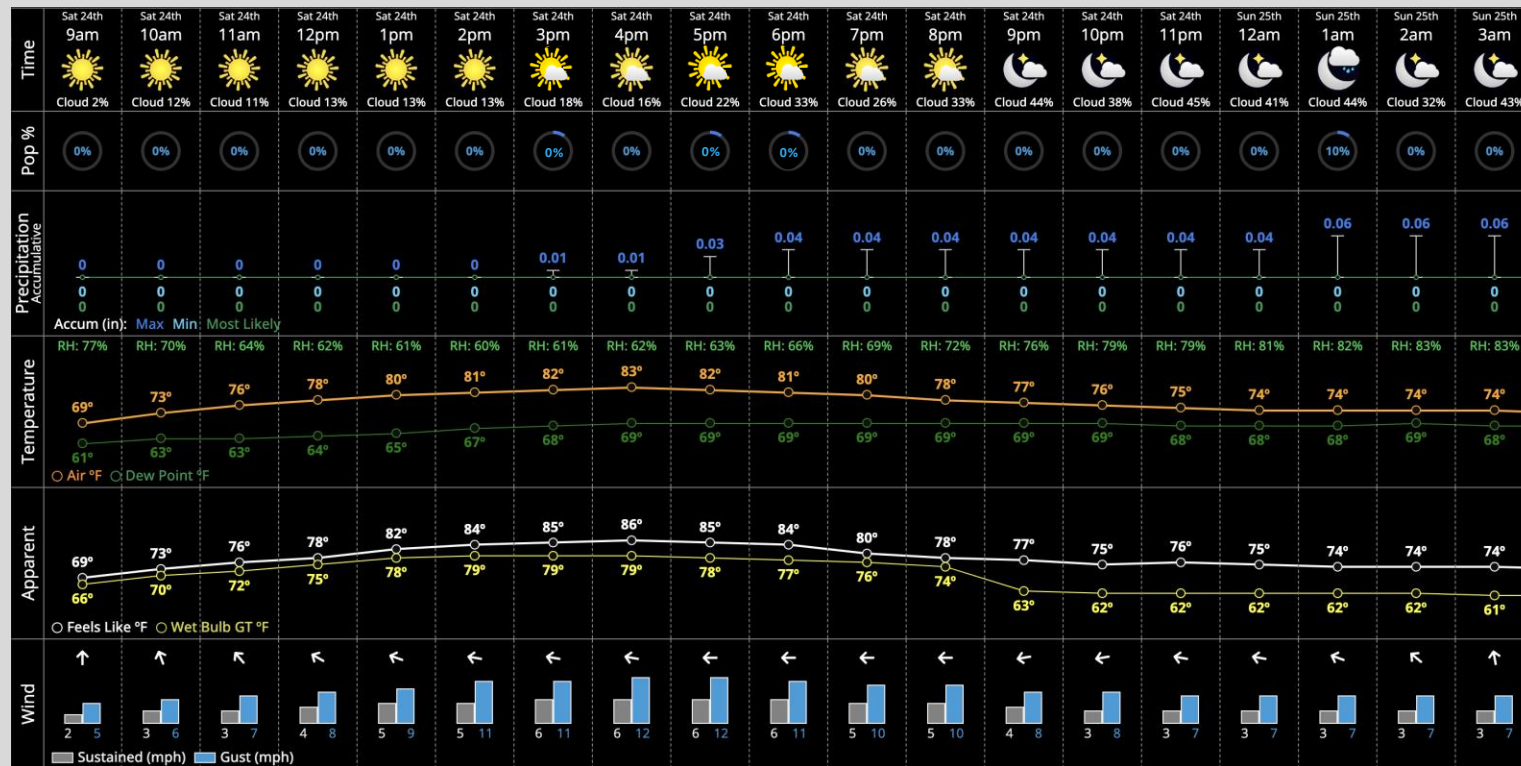 Time
Sat 24th Sat 24th Sat 24th Sat 24th Sat 24th Sat 24th Sat 24th Sat 24th Sat 24th Sat 24th Sat 24th Sat 24th Sat 24th Sat 24th Sat 24th Sun 25th Sun 25th Sun 25th Sun 25th
9am 10am 11am 12pm 1pm 2pm 3pm 4pm 5pm 6pm 7pm 8pm 9pm 10pm 11pm 12am 1am 2am 3am
Cloud 2% Cloud 12% Cloud 11% Cloud 13% Cloud 13% Cloud 13% Cloud 18% Cloud 16% Cloud 22% Cloud 33% Cloud 26% Cloud 33% Cloud 44% Cloud 38% Cloud 45% Cloud 41% Cloud 44% Cloud 32% Cloud 43%
Pop %
0% 0% 0% 0% 0% 0% 0% 0% 0% 0% 0% 0% 0% 0% 0% 0% 10% 0% 0%
Precipitation
Accumulative
0 0 0 0 0 0 0.01 0.01 0.03 0.04 0.04 0.04 0.04 0.04 0.04 0.04 0.06 0.06 0.06
0 0 0 0 0 0 0 0 0 0 0 0 0 0 0 0 0 0 0
0 0 0 0 0 0 0 0 0 0 0 0 0 0 0 0 0 0 0
Accum (in): Max Min Most Likely
Temperature
RH: 77% RH: 70% RH: 64% RH: 62% RH: 61% RH: 60% RH: 61% RH: 62% RH: 63% RH: 66% RH: 69% RH: 72% RH: 76% RH: 79% RH: 79% RH: 81% RH: 82% RH: 83% RH: 83%
69° 73° 76° 78° 80° 81° 82° 83° 82° 81° 80° 78° 77° 76° 75° 74° 74° 74° 74°
61° 63° 63° 64° 65° 67° 68° 69° 69° 69° 69° 69° 69° 69° 68° 68° 68° 69° 68°
Air °F Dew Point °F
Apparent
69° 73° 76° 78° 82° 84° 85° 86° 85° 84° 80° 78° 77° 75° 76° 75° 74° 74° 74°
66° 70° 72° 75° 78° 79° 79° 79° 78° 77° 76° 74° 63° 62° 62° 62° 62° 62° 61°
Feels Like °F Wet Bulb GT °F
Wind
2 5 3 6 3 7 4 8 5 9 5 11 6 11 6 12 6 12 6 11 5 10 5 10 4 8 3 8 3 7 3 7 3 7 3 7 3 7
Sustained (mph) Gust (mph)